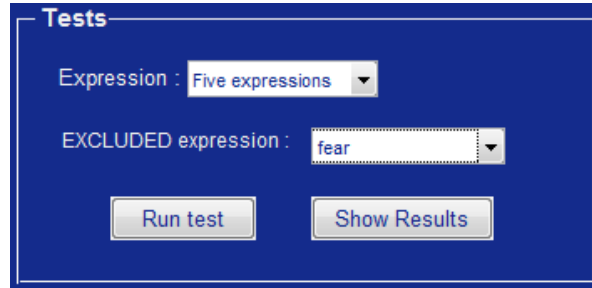 Tests
Expression : Five expressions
EXCLUDED expression : fear
Run test Show Results